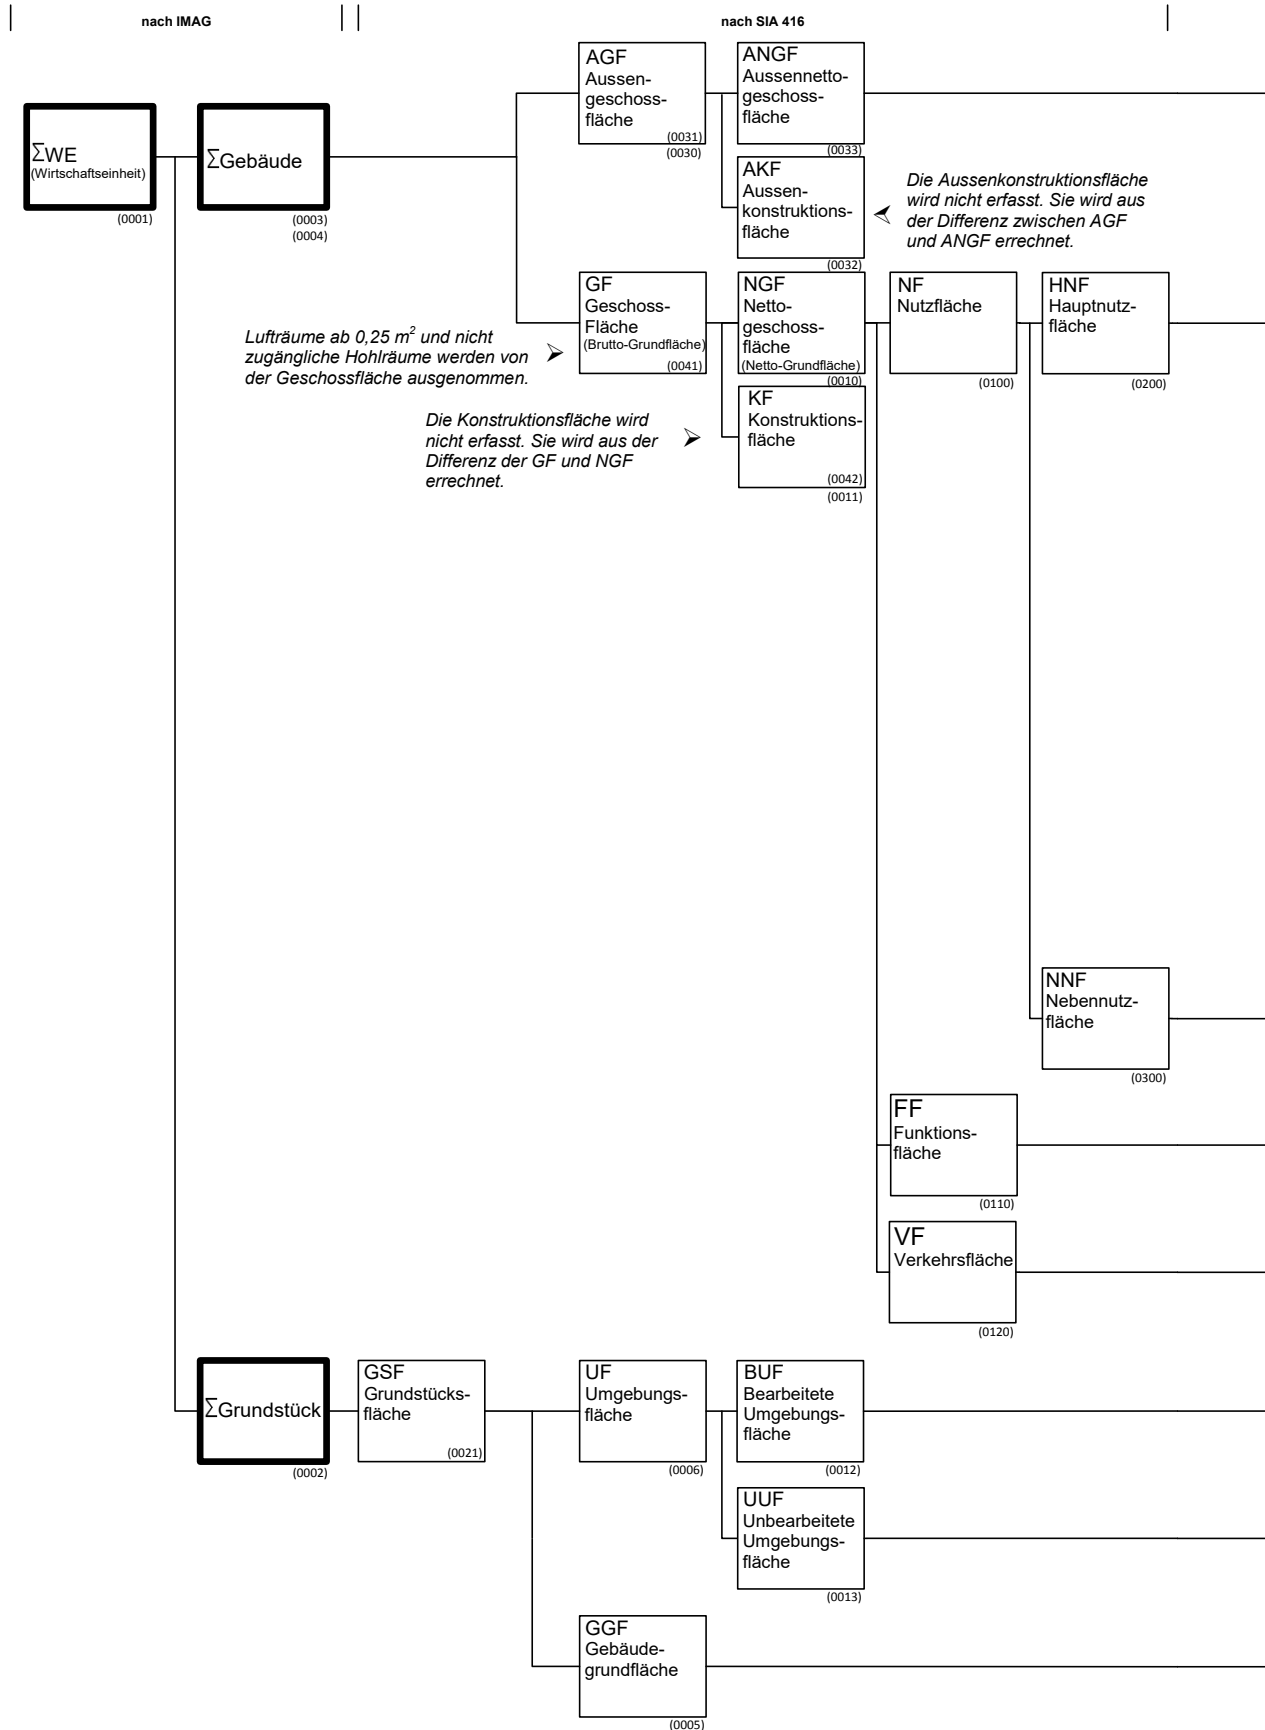 nach IMAG
nach SIA 416
AGF
Aussen-
geschoss-
fläche
(0031)
(0030)
ANGF
Aussennetto-
geschoss-
fläche
(0033)
∑WE
(Wirtschaftseinheit)
(0001)
∑Gebäude
(0003)
(0004)
AKF
Aussen-
konstruktions-
fläche
(0032)
Die Aussenkonstruktionsfläche
wird nicht erfasst. Sie wird aus
der Differenz zwischen AGF
und ANGF errechnet.
GF
Geschoss-
Fläche
(Brutto-Grundfläche)
(0041)
NGF
Netto-
geschoss-
fläche
(Netto-Grundfläche)
(0010)
NF
Nutzfläche
(0100)
HNF
Hauptnutz-
fläche
(0200)
Lufträume ab 0,25 m²  und nicht
zugängliche Hohlräume werden von
der Geschossfläche ausgenommen.
KF
Konstruktions-
fläche
(0042)
(0011)
Die Konstruktionsfläche wird
nicht erfasst. Sie wird aus der
Differenz der GF und NGF
errechnet.
NNF
Nebennutz-
fläche
(0300)
FF
Funktions-
fläche
(0110)
VF
Verkehrsfläche
(0120)
∑Grundstück
(0002)
GSF
Grundstücks-
fläche
(0021)
UF
Umgebungs-
fläche
(0006)
BUF
Bearbeitete
Umgebungs-
fläche
(0012)
UUF
Unbearbeitete
Umgebungs-
fläche
(0013)
GGF
Gebäude-
grundfläche
(0005)